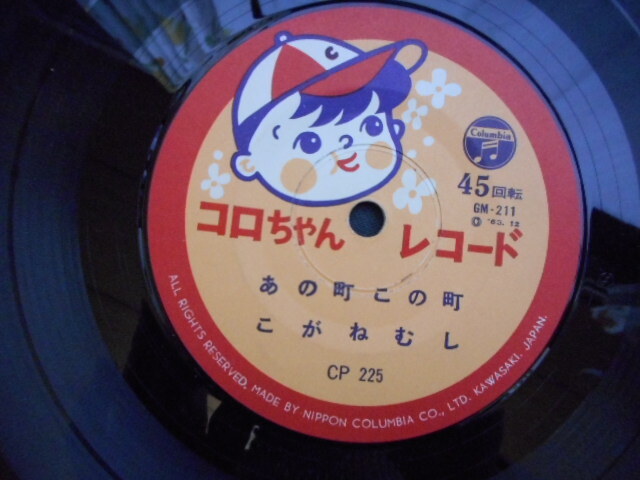 C
Columbia
45回転
GM-211
Ⓟ '63. 12
コロちゃん レコード
あの町この町
こがねむし
CP 225
ALL RIGHTS RESERVED. MADE BY NIPPON COLUMBIA CO., LTD. KAWASAKI. JAPAN.